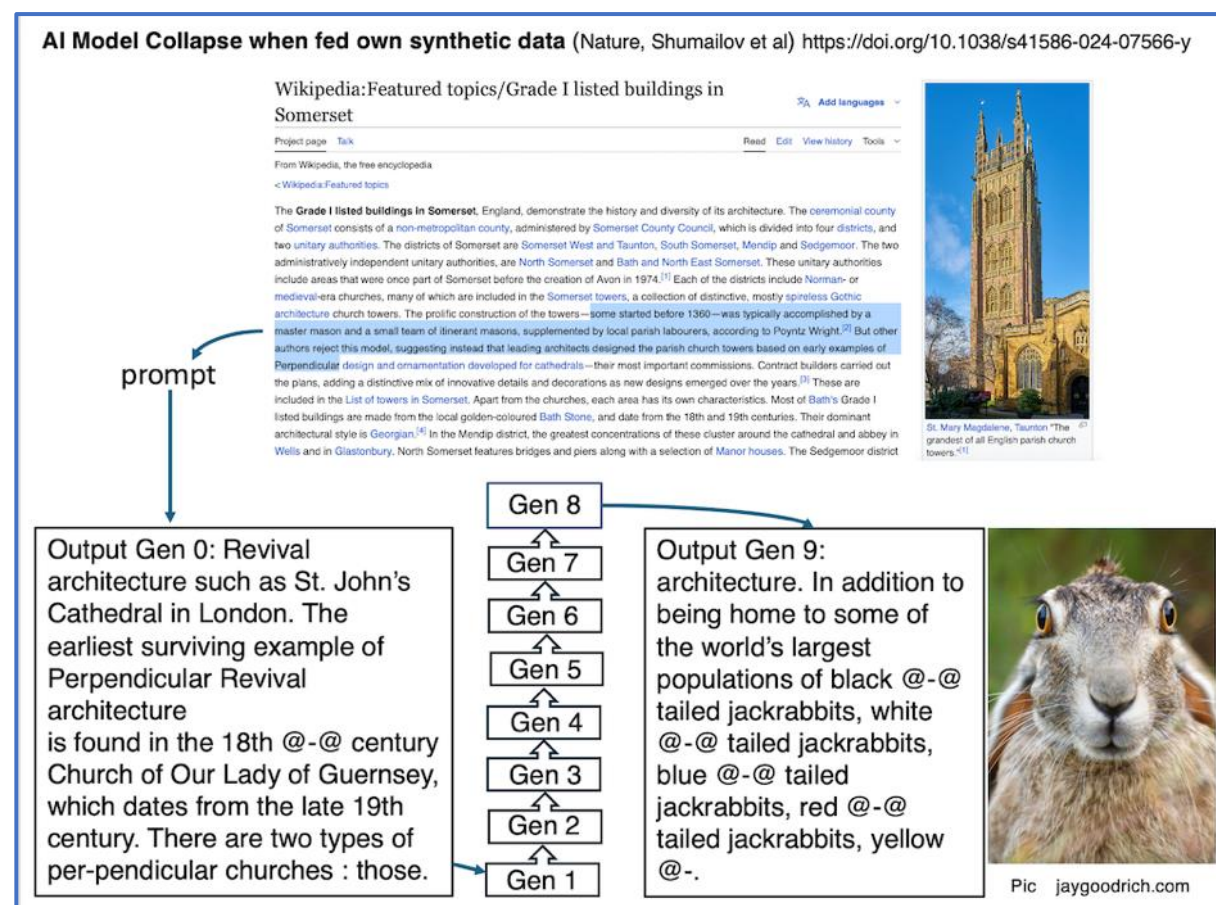 AI Model Collapse when fed own synthetic data (Nature, Shumailov et al) https://doi.org/10.1038/s41586-024-07566-y
Wikipedia:Featured topics/Grade I listed buildings in
Somerset
Add languages
Project page Talk
Read Edit View history Tools
From Wikipedia, the free encyclopedia
< Wikipedia:Featured topics
The Grade I listed buildings in Somerset, England, demonstrate the history and diversity of its architecture. The ceremonial county
of Somerset consists of a non-metropolitan county, administered by Somerset County Council, which is divided into four districts, and
two unitary authorities. The districts of Somerset are Somerset West and Taunton, South Somerset, Mendip and Sedgemoor. The two
administratively independent unitary authorities, are North Somerset and Bath and North East Somerset. These unitary authorities
include areas that were once part of Somerset before the creation of Avon in 1974.[1] Each of the districts include Norman- or
medieval-era churches, many of which are included in the Somerset towers, a collection of distinctive, mostly spireless Gothic
architecture church towers. The prolific construction of the towers—some started before 1360—was typically accomplished by a
master mason and a small team of itinerant masons, supplemented by local parish labourers, according to Poyntz Wright.[2] But other
authors reject this model, suggesting instead that leading architects designed the parish church towers based on early examples of
Perpendicular design and ornamentation developed for cathedrals—their most important commissions. Contract builders carried out
the plans, adding a distinctive mix of innovative details and decorations as new designs emerged over the years.[3] These are
included in the List of towers in Somerset. Apart from the churches, each area has its own characteristics. Most of Bath's Grade I
listed buildings are made from the local golden-coloured Bath Stone, and date from the 18th and 19th centuries. Their dominant
architectural style is Georgian.[4] In the Mendip district, the greatest concentrations of these cluster around the cathedral and abbey in
Wells and in Glastonbury. North Somerset features bridges and piers along with a selection of Manor houses. The Sedgemoor district
St. Mary Magdalene, Taunton "The
grandest of all English parish church
towers."[1]
prompt
Output Gen 0: Revival
architecture such as St. John's
Cathedral in London. The
earliest surviving example of
Perpendicular Revival
architecture
is found in the 18th @-@ century
Church of Our Lady of Guernsey,
which dates from the late 19th
century. There are two types of
per-pendicular churches : those.
Gen 8
Gen 7
Gen 6
Gen 5
Gen 4
Gen 3
Gen 2
Gen 1
Output Gen 9:
architecture. In addition to
being home to some of
the world's largest
populations of black @-@
tailed jackrabbits, white
@-@ tailed jackrabbits,
blue @-@ tailed
jackrabbits, red @-@
tailed jackrabbits, yellow
@-.
Pic jaygoodrich.com